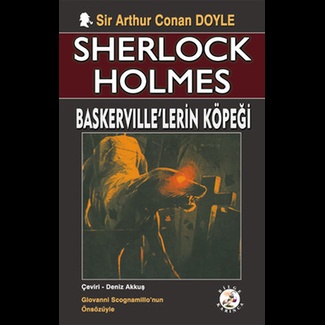 Sir Arthur Conan DOYLE
SHERLOCK
HOLMES
BASKERVILLE'LERİN KÖPEĞİ
Çeviri - Deniz Akkuş
Giovanni Scognamillo'nun
Önsözüyle